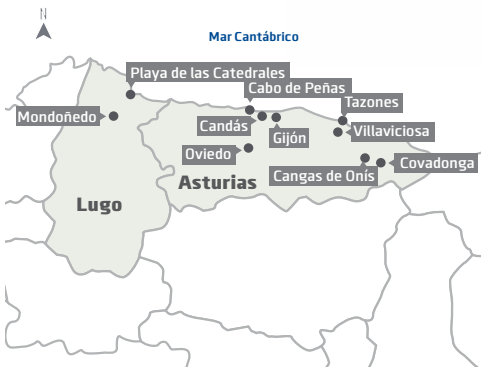 N
Mar Cantábrico
Playa de las Catedrales
Cabo de Peñas
Tazones
Mondoñedo
Candás
Gijón
Villaviciosa
Oviedo
Covadonga
Cangas de Onís
Asturias
Lugo